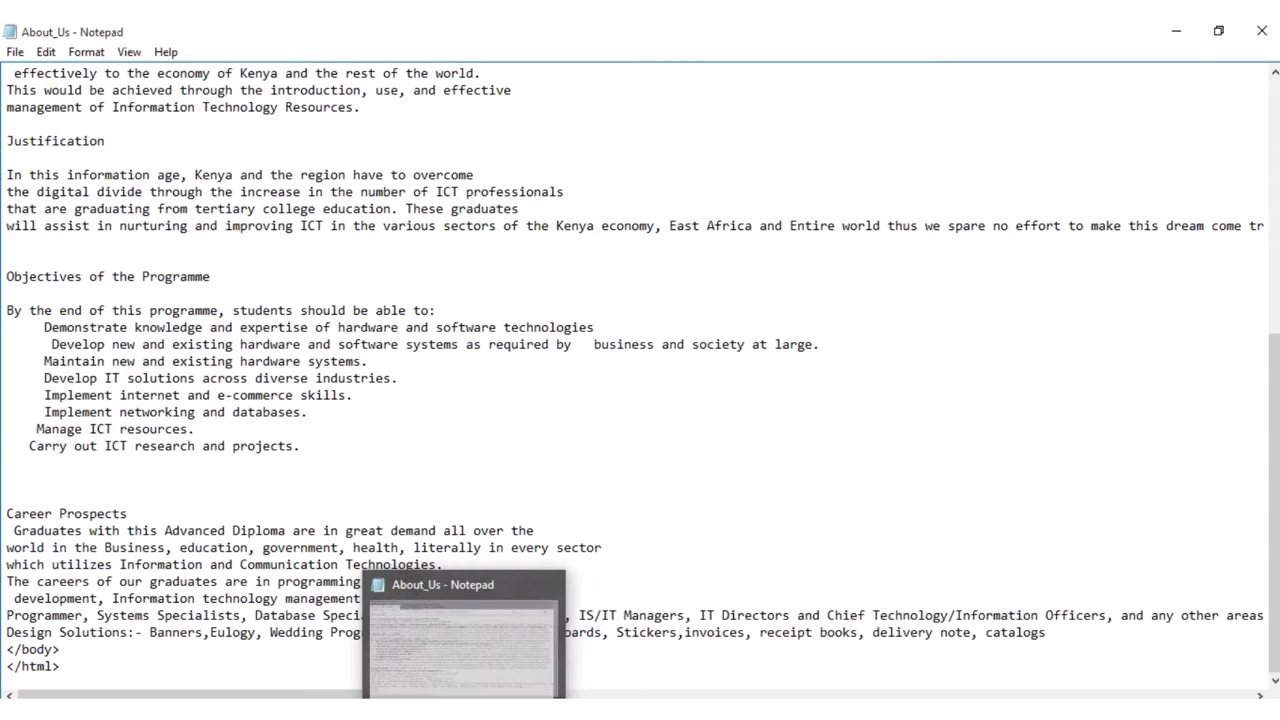 About_Us - Notepad
File Edit Format View Help
effectively to the economy of Kenya and the rest of the world.
This would be achieved through the introduction, use, and effective
management of Information Technology Resources.
Justification
In this information age, Kenya and the region have to overcome
the digital divide through the increase in the number of ICT professionals
that are graduating from tertiary college education. These graduates
will assist in nurturing and improving ICT in the various sectors of the Kenya economy, East Africa and Entire world thus we spare no effort to make this dream come tr
Objectives of the Programme
By the end of this programme, students should be able to:
Demonstrate knowledge and expertise of hardware and software technologies
Develop new and existing hardware and software systems as required by business and society at large.
Maintain new and existing hardware systems.
Develop IT solutions across diverse industries.
Implement internet and e-commerce skills.
Implement networking and databases.
Manage ICT resources.
Carry out ICT research and projects.
Career Prospects
Graduates with this Advanced Diploma are in great demand all over the
world in the Business, education, government, health, literally in every sector
which utilizes Information and Communication Technologies.
The careers of our graduates are in programming
About_Us - Notepad
development, Information technology management
Programmer, Systems Specialists, Database Speci , IS/IT Managers, IT Directors and Chief Technology/Information Officers, and any other areas
Design Solutions:- Banners,Eulogy, Wedding Prog oards, Stickers,invoices, receipt books, delivery note, catalogs
</body>
</html>